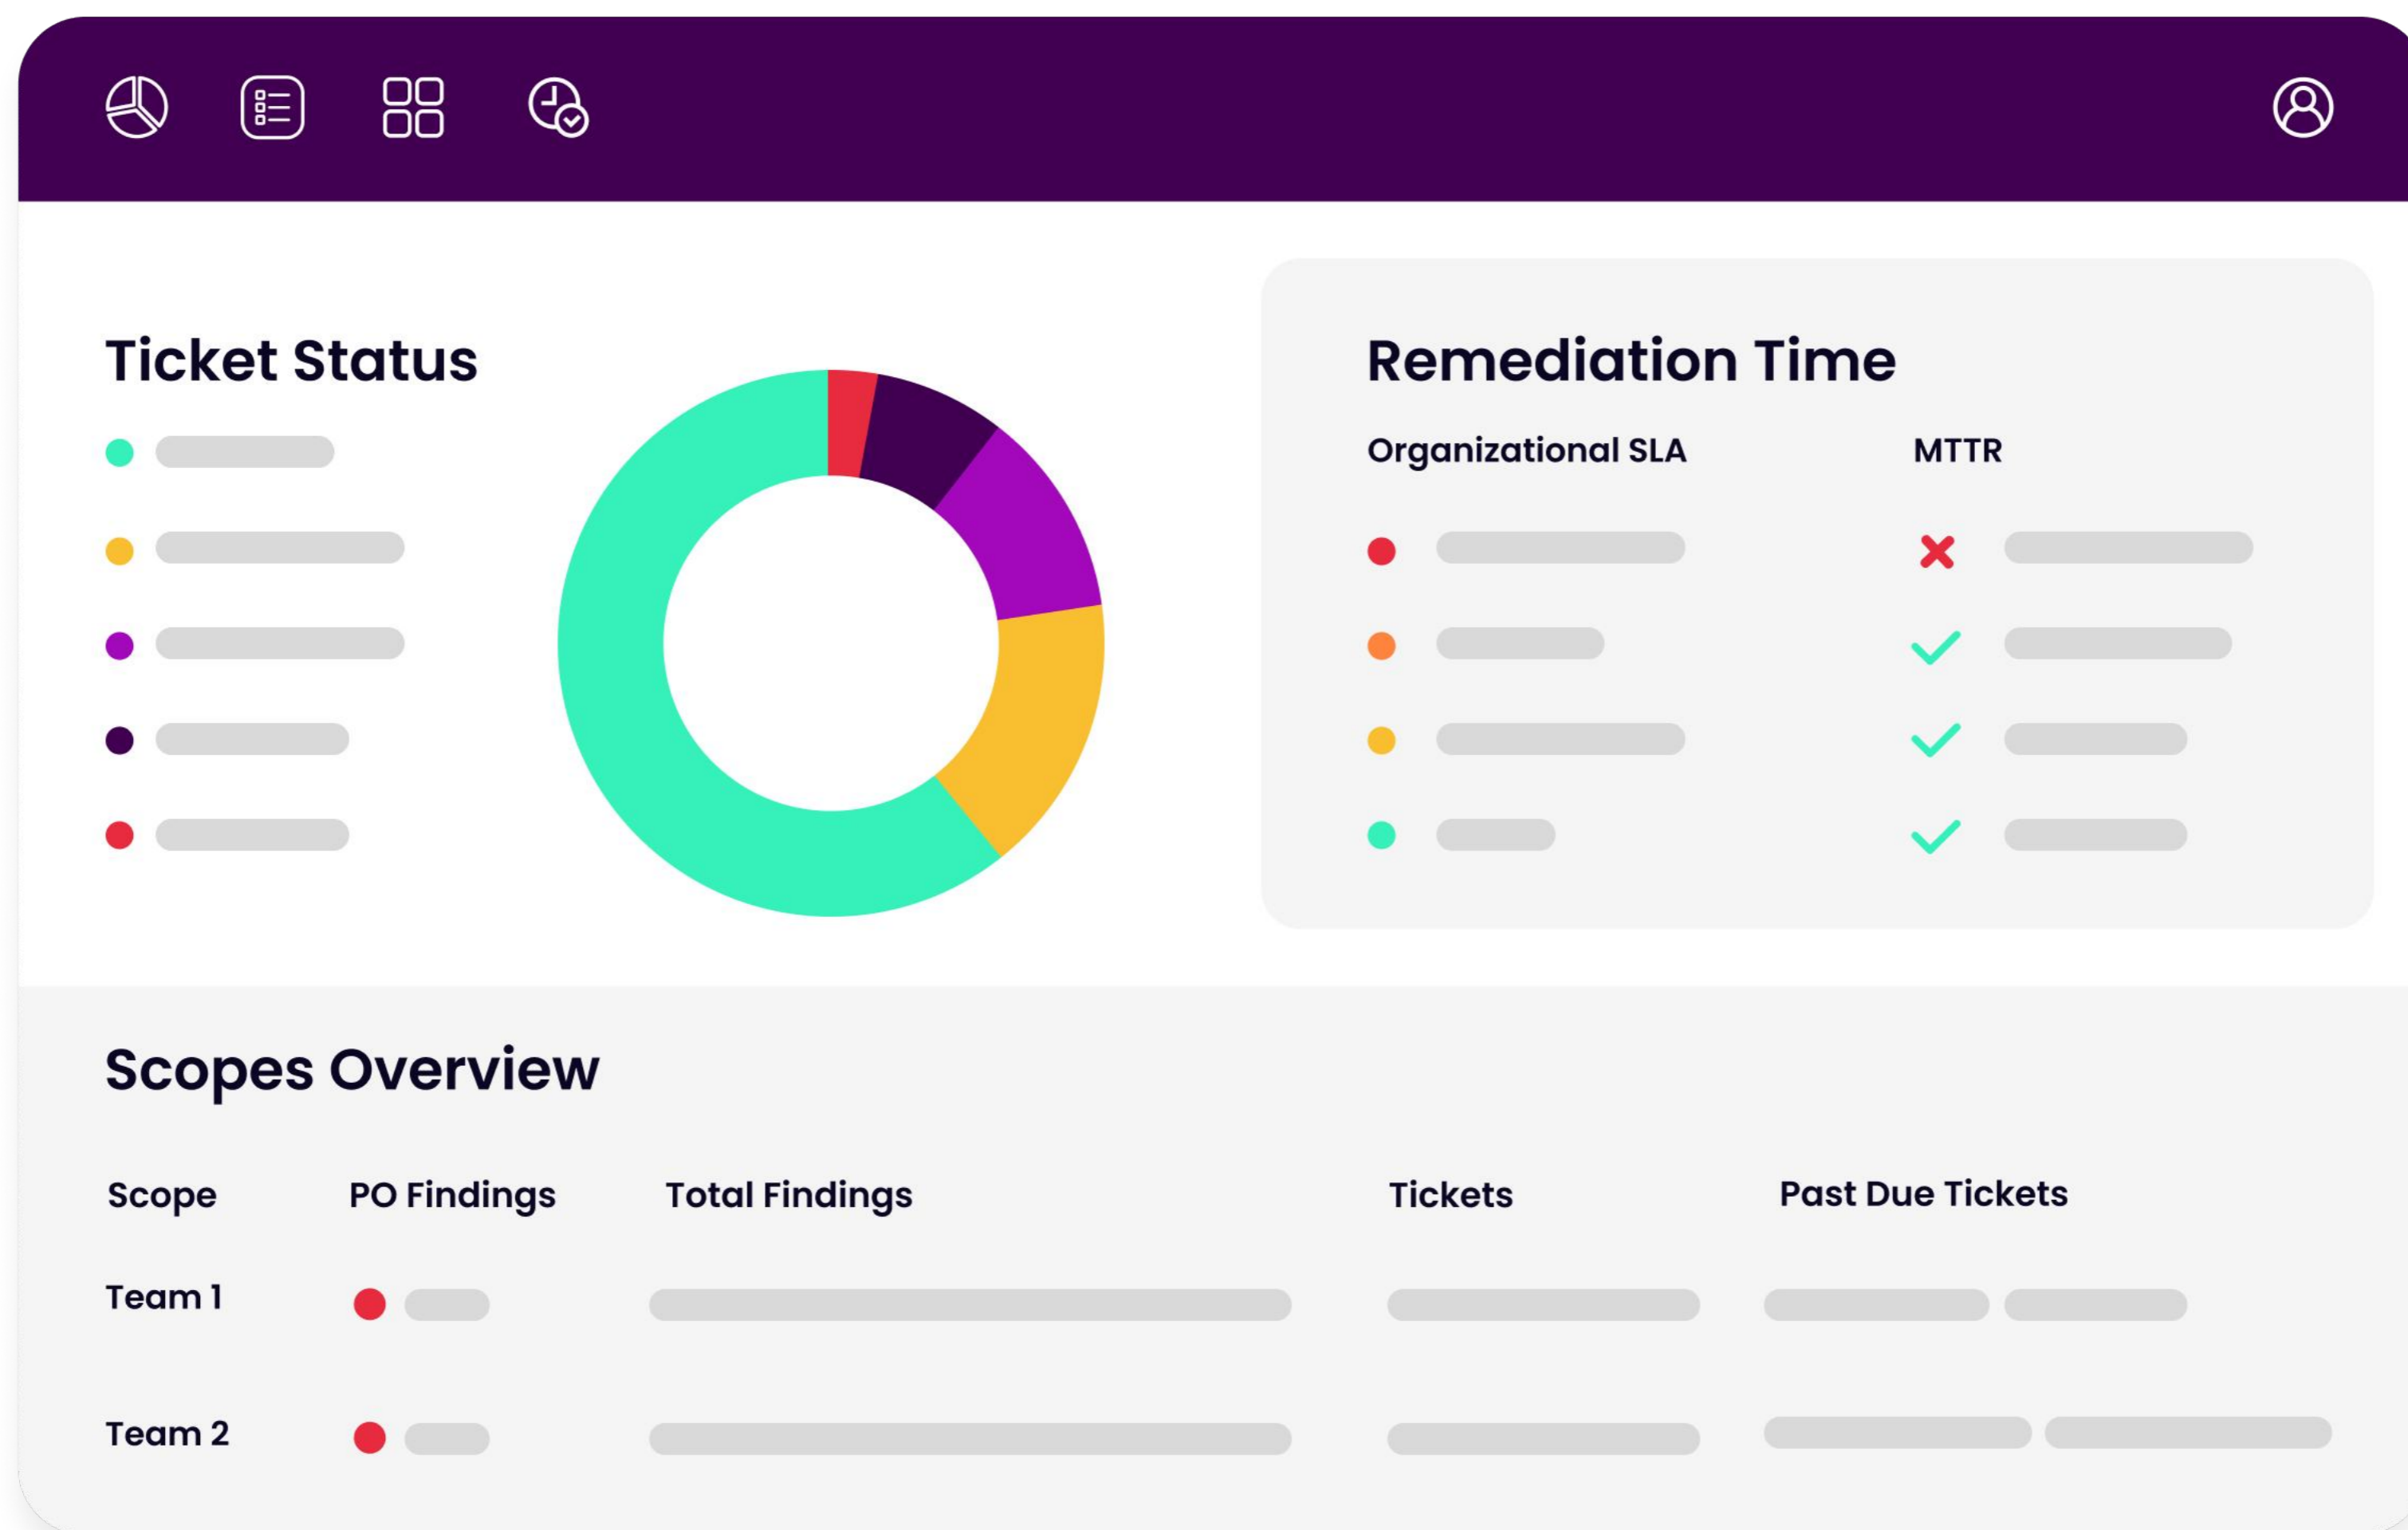 Ticket Status
Remediation Time
Organizational SLA
MTTR
Scopes Overview
Scope
PO Findings
Total Findings
Tickets
Past Due Tickets
Team 1
Team 2